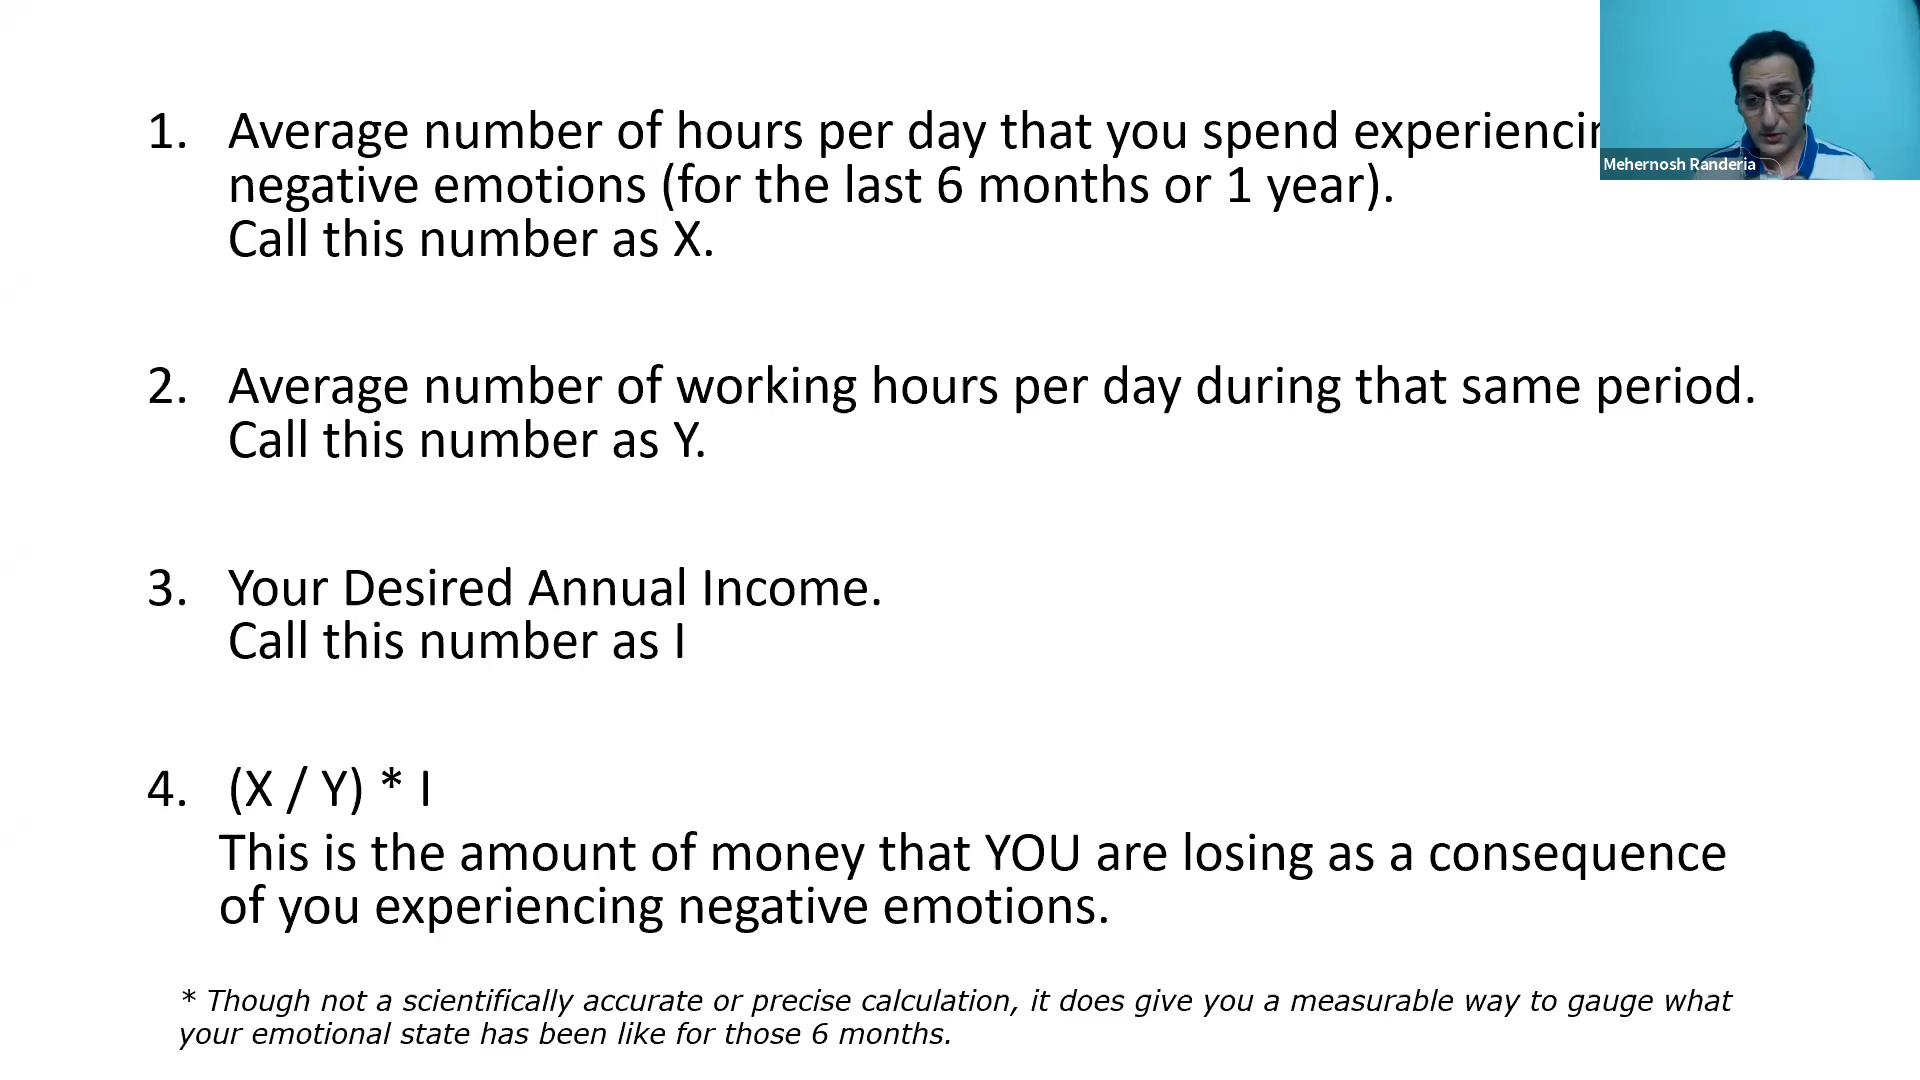 1. Average number of hours per day that you spend
negative emotions (for the last 6 months or 1 year).
Call this number as X.
2. Average number of working hours per day during that same period.
Call this number as Y.
3. Your Desired Annual Income.
Call this number as I
4. (X / Y) * I
This is the amount of money that YOU are losing as a consequence
of you experiencing negative emotions.
* Though not a scientifically accurate or precise calculation, it does give you a measurable way to gauge what
your emotional state has been like for those 6 months.
Mehernosh Randeria